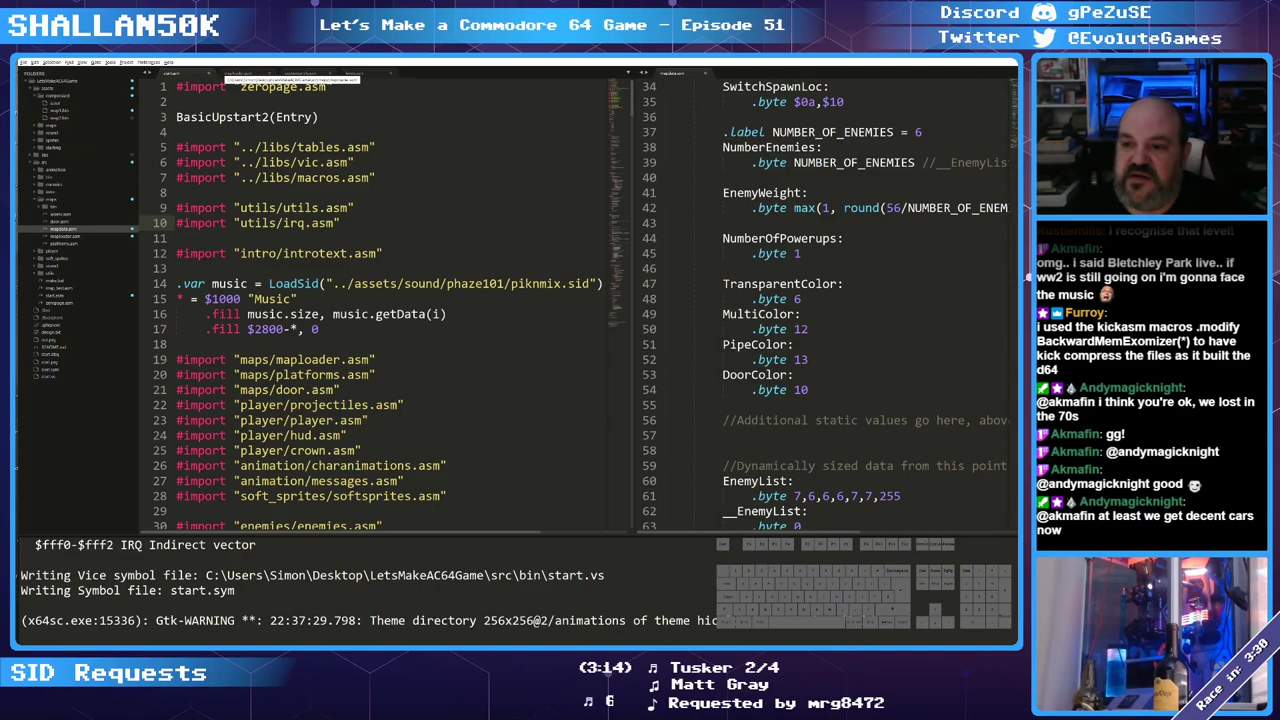 SHALLAN50K
Let's Make a Commodore 64 Game - Episode 51
Discord gPeZuSE
Twitter @EvoluteGames
1 #import "zeropage.asm"
2
3 BasicUpstart2(Entry)
4
5 #import "../libs/tables.asm"
6 #import "../libs/vic.asm"
7 #import "../libs/macros.asm"
8
9 #import "utils/utils.asm"
10 #import "utils/irq.asm"
11
12 #import "intro/introtext.asm"
13
14 .var music = LoadSid("../assets/sound/phaze101/piknmix.sid")
15 * = $1000 "Music"
16 .fill music.size, music.getData(i)
17 .fill $2800-*, 0
18
19 #import "maps/maploader.asm"
20 #import "maps/platforms.asm"
21 #import "maps/door.asm"
22 #import "player/projectiles.asm"
23 #import "player/player.asm"
24 #import "player/hud.asm"
25 #import "player/crown.asm"
26 #import "animation/charanimations.asm"
27 #import "animation/messages.asm"
28 #import "soft_sprites/softsprites.asm"
29
30 #import "enemies/enemies.asm"
34 SwitchSpawnLoc:
35 .byte $0a,$10
36
37 .label NUMBER_OF_ENEMIES = 6
38 NumberEnemies:
39 .byte NUMBER_OF_ENEMIES //__EnemyLis
40
41 EnemyWeight:
42 .byte max(1, round(56/NUMBER_OF_ENEM
43
44 NumerOfPowerups:
45 .byte 1
46
47 TransparentColor:
48 .byte 6
49 MultiColor:
50 .byte 12
51 PipeColor:
52 .byte 13
53 DoorColor:
54 .byte 10
55
56 //Additional static values go here, abov
57
58
59 //Dynamically sized data from this point
60 EnemyList:
61 .byte 7,6,6,6,7,7,255
62 __EnemyList:
63 .byte 0
$fff0-$fff2 IRQ Indirect vector
Writing Vice symbol file: C:\Users\Simon\Desktop\LetsMakeAC64Game\src\bin\start.vs
Writing Symbol file: start.sym
(x64sc.exe:15336): Gtk-WARNING **: 22:37:29.798: Theme directory 256x256@2/animations of theme hic
Rustbemills: I recognise that level!
Akmafin:
omg.. i said Bletchley Park live.. if
ww2 is still going on i'm gonna face
the music
Furroy:
i used the kickasm macros .modify
BackwardMemExomizer(*) to have
kick compress the files as it built the
d64
Andymagicknight:
@akmafin i think you're ok, we lost in
the 70s
Akmafin: gg!
Akmafin: @andymagicknight
Akmafin:
@andymagicknight good
Andymagicknight:
@akmafin at least we get decent cars
now
SID Requests
(3:14) Tusker 2/4
Matt Gray
6 Requested by mrg8472
Race in: 3:30